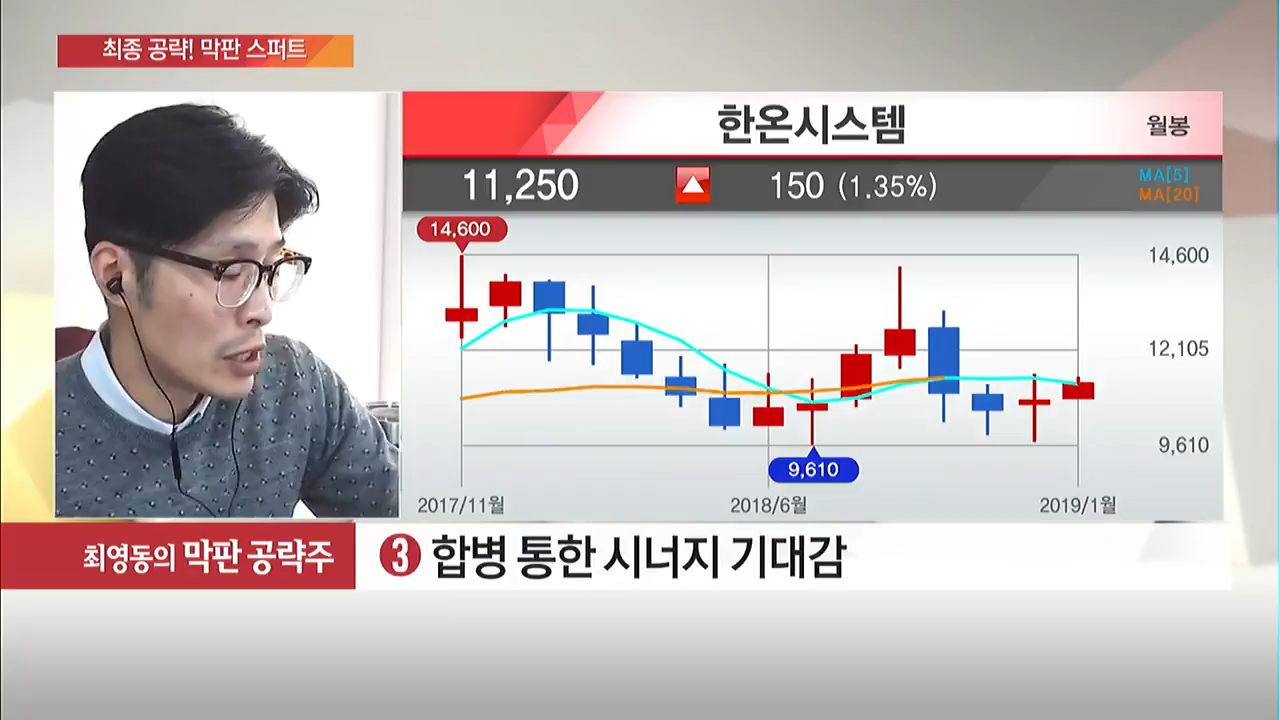 최종 공략! 막판 스퍼트
한온시스템
월봉
11,250
150 (1.35%)
MA[5]
MA[20]
14,600
14,600
12,105
9,610
9,610
2017/11월
2018/6월
2019/1월
최영동의 막판 공략주
3 합병 통한 시너지 기대감